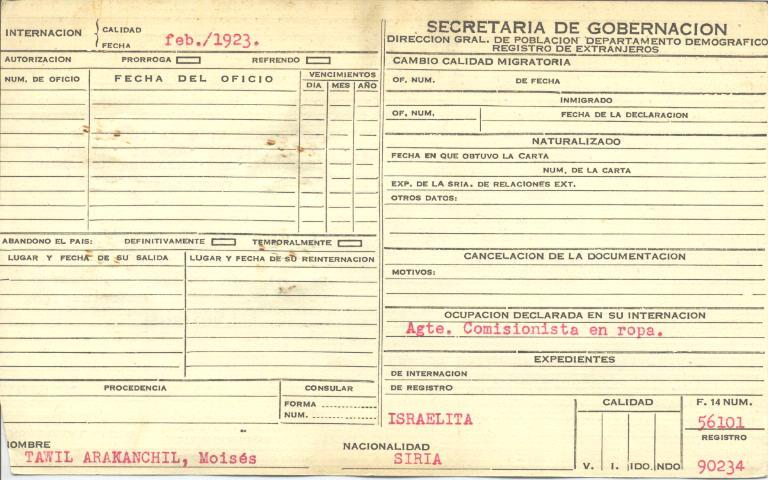 INTERNACION { CALIDAD
FECHA feb./1923.
AUTORIZACION PRORROGA REFRENDO
NUM. DE OFICIO FECHA DEL OFICIO VENCIMIENTOS
DIA MES AÑO
ABANDONO EL PAIS: DEFINITIVAMENTE TEMPORALMENTE
LUGAR Y FECHA DE SU SALIDA LUGAR Y FECHA DE SU REINTERNACION
PROCEDENCIA CONSULAR
FORMA
NUM.
NOMBRE
TAWIL ARAKANCHIL, Moisés
NACIONALIDAD
SIRIA
SECRETARIA DE GOBERNACION
DIRECCION GRAL. DE POBLACION DEPARTAMENTO DEMOGRAFICO
REGISTRO DE EXTRANJEROS
CAMBIO CALIDAD MIGRATORIA
OF. NUM. DE FECHA
INMIGRADO
OF. NUM. FECHA DE LA DECLARACION
NATURALIZADO
FECHA EN QUE OBTUVO LA CARTA
NUM. DE LA CARTA
EXP. DE LA SRIA. DE RELACIONES EXT.
OTROS DATOS:
CANCELACION DE LA DOCUMENTACION
MOTIVOS:
OCUPACION DECLARADA EN SU INTERNACION
Agte. Comisionista en ropa.
EXPEDIENTES
DE INTERNACION
DE REGISTRO
ISRAELITA
CALIDAD
V. I. IDO. NDO
F. 14 NUM.
56101
REGISTRO
90234